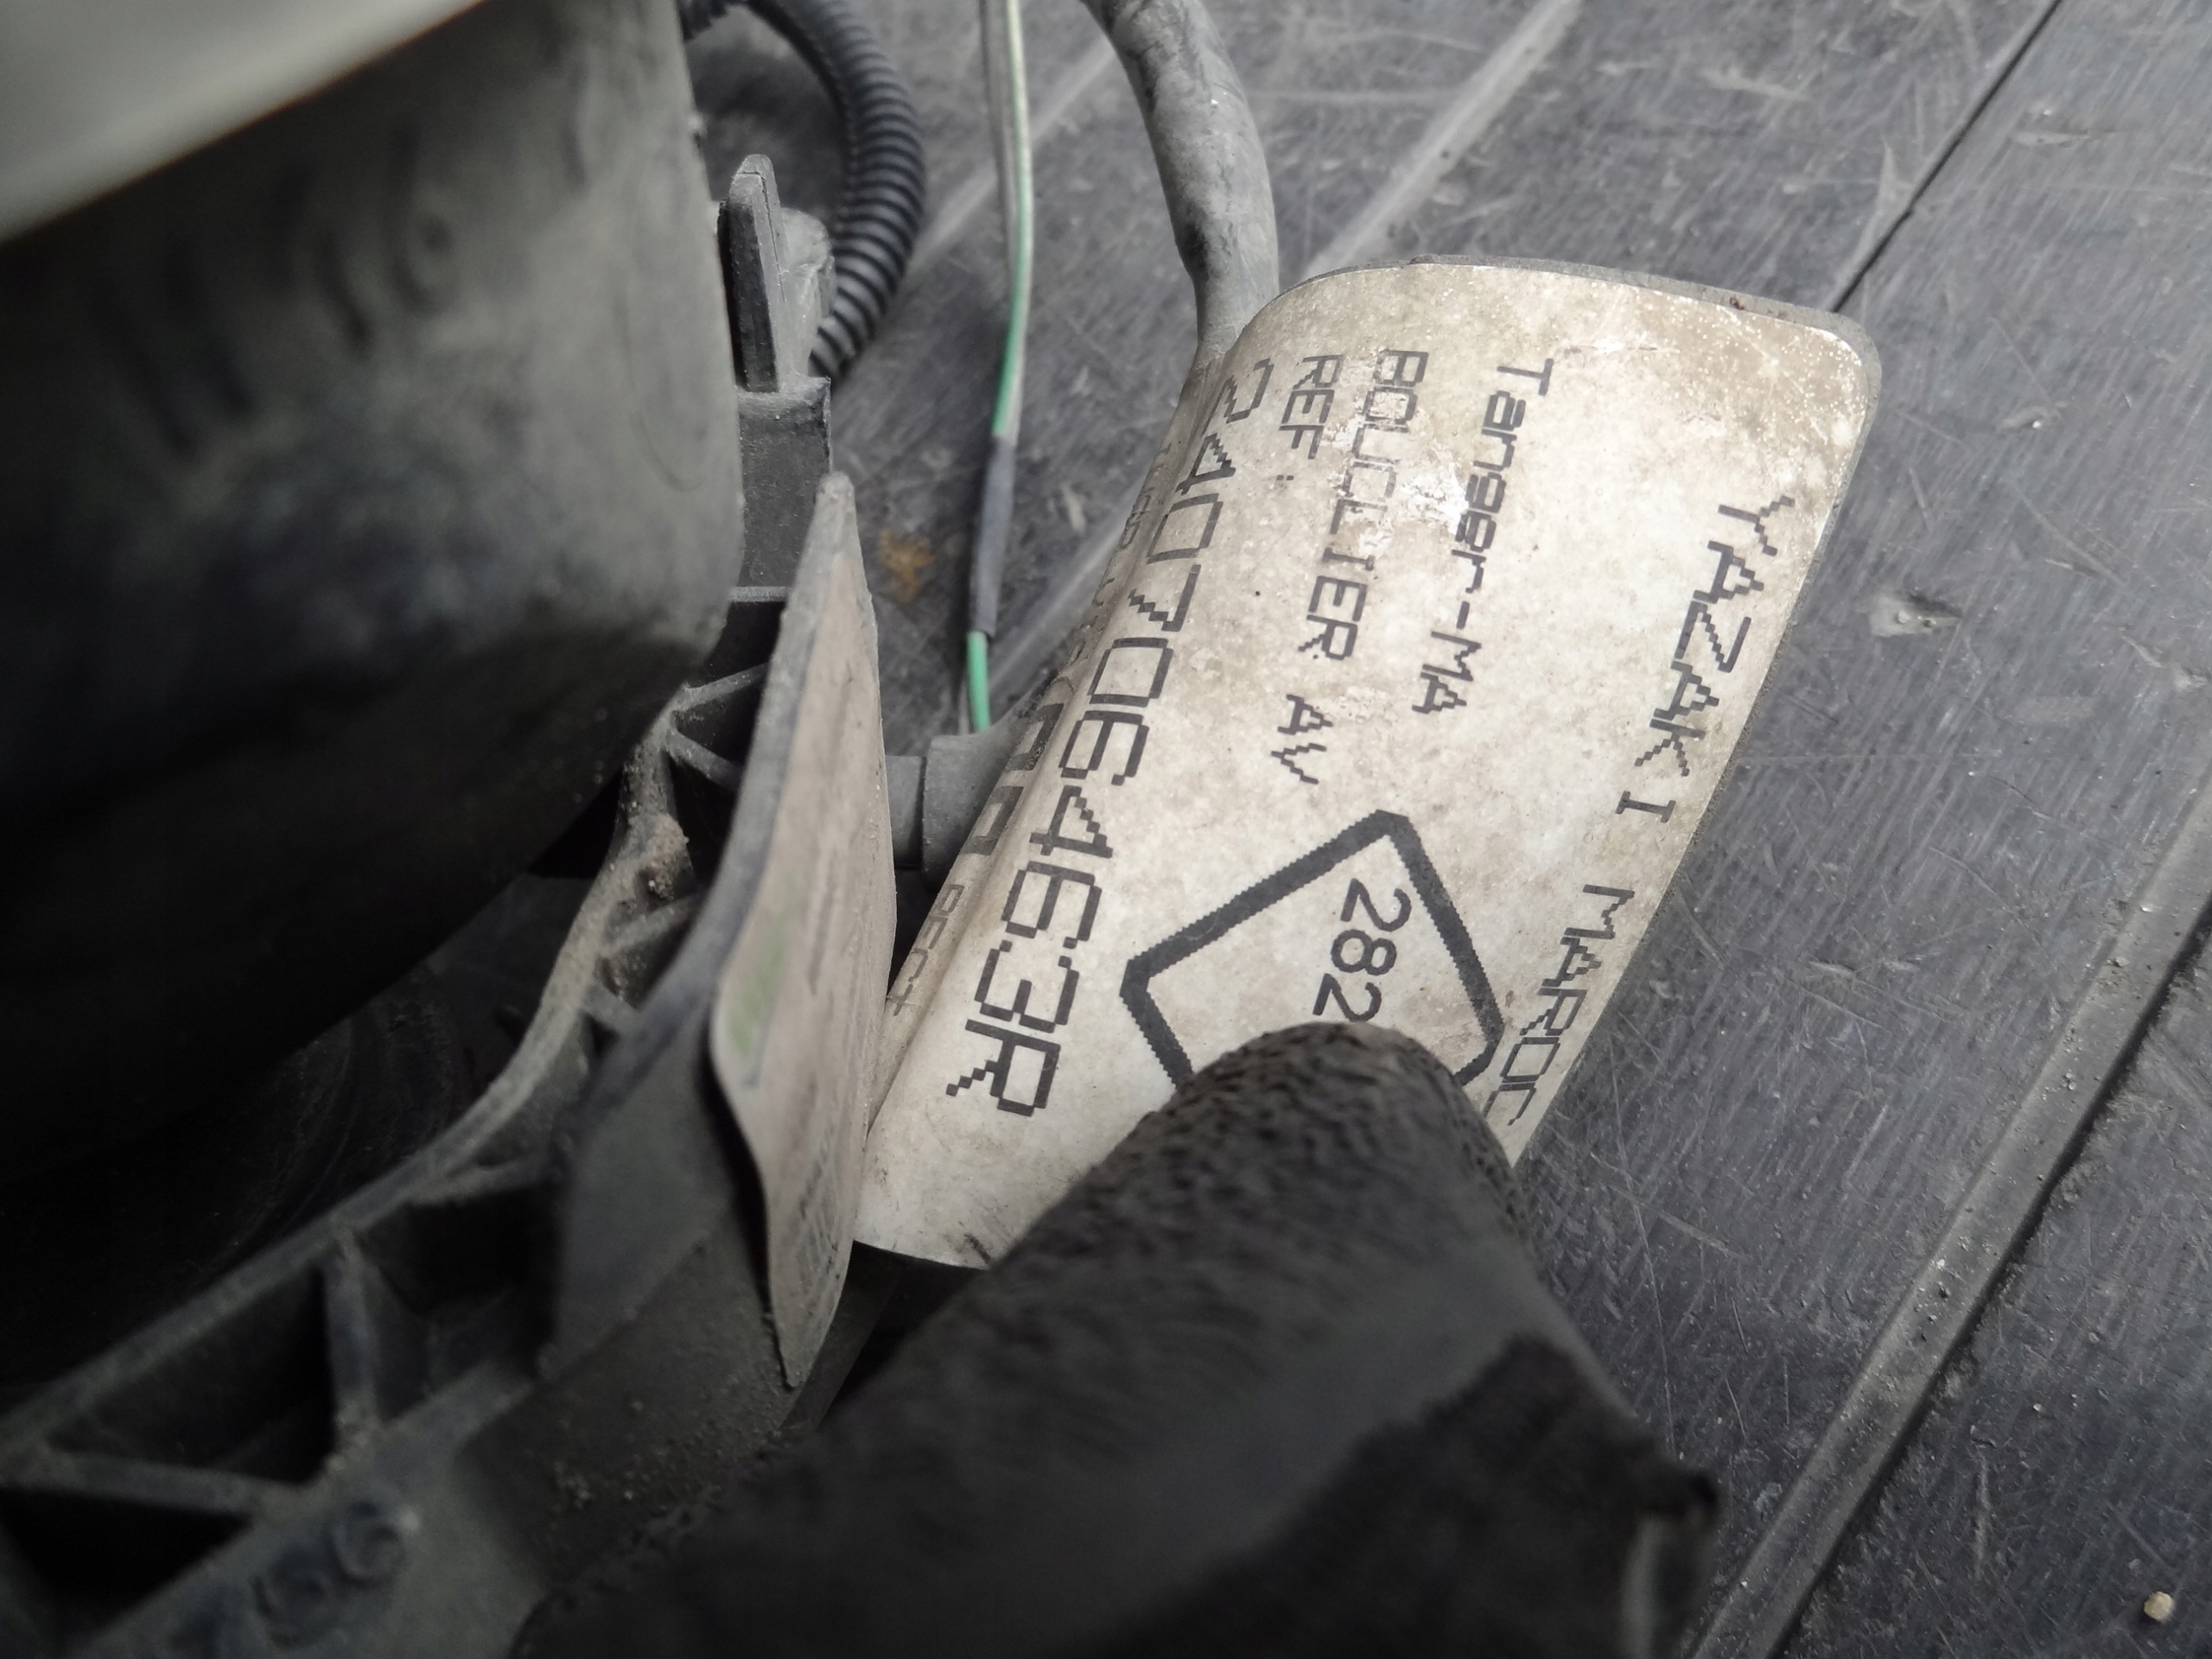 YAZAKI MAROC
Tanger-MA
BOUCLIER AV
REF:
240706463R
282